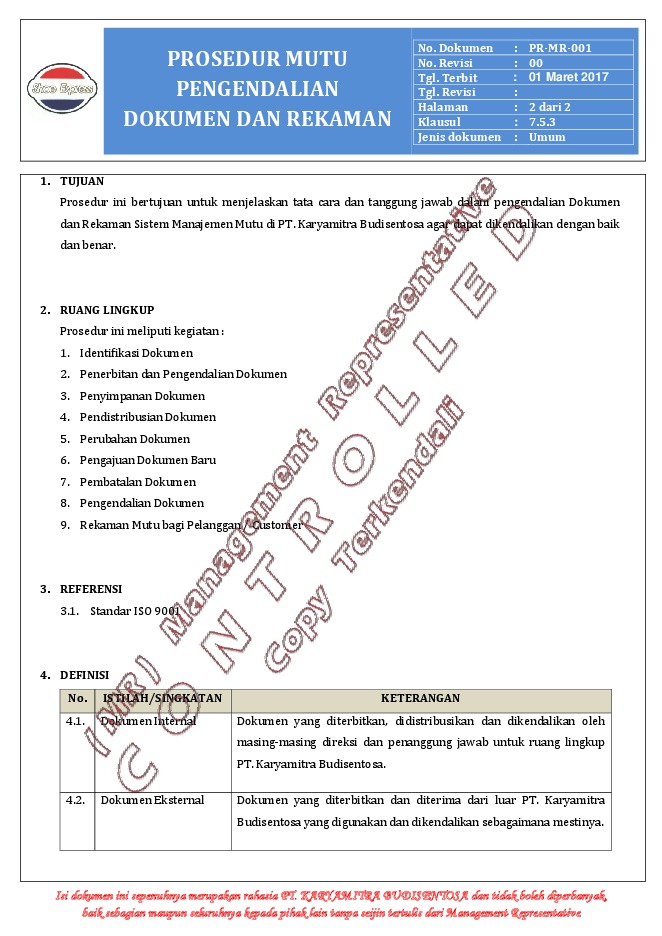 Shoe Express
PROSEDUR MUTU
PENGENDALIAN
DOKUMEN DAN REKAMAN
No. Dokumen : PR-MR-001
No. Revisi : 00
Tgl. Terbit : 01 Maret 2017
Tgl. Revisi :
Halaman : 2 dari 2
Klausul : 7.5.3
Jenis dokumen : Umum
1. TUJUAN
Prosedur ini bertujuan untuk menjelaskan tata cara dan tanggung jawab dalam pengendalian Dokumen
dan Rekaman Sistem Manajemen Mutu di PT. Karyamitra Budisentosa agar dapat dikendalikan dengan baik
dan benar.
2. RUANG LINGKUP
Prosedur ini meliputi kegiatan :
1. Identifikasi Dokumen
2. Penerbitan dan Pengendalian Dokumen
3. Penyimpanan Dokumen
4. Pendistribusian Dokumen
5. Perubahan Dokumen
6. Pengajuan Dokumen Baru
7. Pembatalan Dokumen
8. Pengendalian Dokumen
9. Rekaman Mutu bagi Pelanggan / Customer
3. REFERENSI
3.1. Standar ISO 9001
4. DEFINISI
No. ISTILAH/SINGKATAN KETERANGAN
4.1. Dokumen Internal Dokumen yang diterbitkan, didistribusikan dan dikendalikan oleh
masing-masing direksi dan penanggung jawab untuk ruang lingkup
PT. Karyamitra Budisentosa.
4.2. Dokumen Eksternal Dokumen yang diterbitkan dan diterima dari luar PT. Karyamitra
Budisentosa yang digunakan dan dikendalikan sebagaimana mestinya.
(MR) Management Representative
CONTROLLED
Copy Terkendali
Isi dokumen ini sepenuhnya merupakan rahasia PT. KARYAMITRA BUDISENTOSA dan tidak boleh diperbanyak,
baik sebagian maupun seluruhnya kepada pihak lain tanpa seijin tertulis dari Management Representative